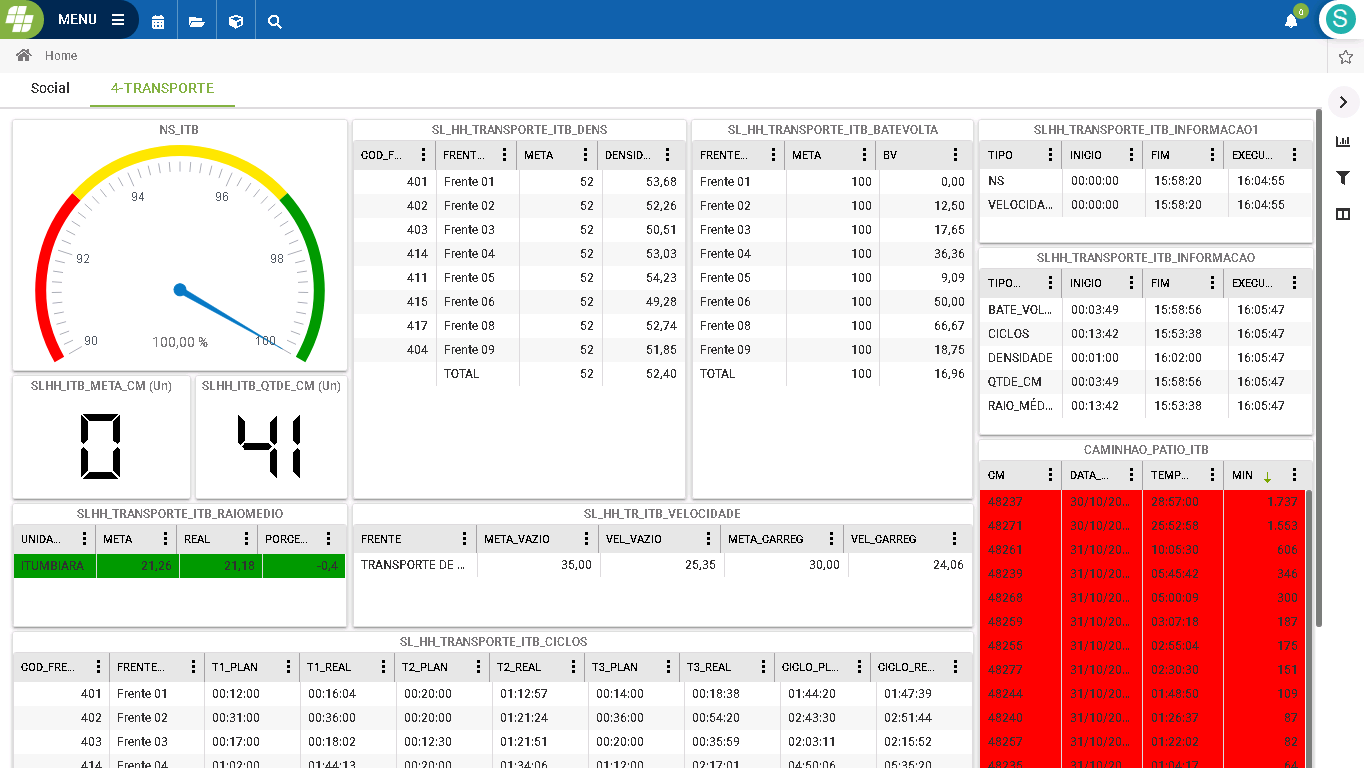 MENU
0
S
Home
Social
4-TRANSPORTE
NS_ITB
90
92
94
96
98
100
100,00 %
SLHH_ITB_META_CM (Un)
0
SLHH_ITB_QTDE_CM (Un)
41
SL_HH_TRANSPORTE_ITB_DENS
COD_F... FRENT... META DENSID...
401 Frente 01 52 53,68
402 Frente 02 52 52,26
403 Frente 03 52 50,51
414 Frente 04 52 53,03
411 Frente 05 52 54,23
415 Frente 06 52 49,28
417 Frente 08 52 52,74
404 Frente 09 52 51,85
TOTAL 52 52,40
SL_HH_TRANSPORTE_ITB_BATEVOLTA
FRENTE... META BV
Frente 01 100 0,00
Frente 02 100 12,50
Frente 03 100 17,65
Frente 04 100 36,36
Frente 05 100 9,09
Frente 06 100 50,00
Frente 08 100 66,67
Frente 09 100 18,75
TOTAL 100 16,96
SLHH_TRANSPORTE_ITB_INFORMACAO1
TIPO INICIO FIM EXECU...
NS 00:00:00 15:58:20 16:04:55
VELOCIDA... 00:00:00 15:58:20 16:04:55
SLHH_TRANSPORTE_ITB_INFORMACAO
TIPO... INICIO FIM EXECU...
BATE_VOL... 00:03:49 15:58:56 16:05:47
CICLOS 00:13:42 15:53:38 16:05:47
DENSIDADE 00:01:00 16:02:00 16:05:47
QTDE_CM 00:03:49 15:58:56 16:05:47
RAIO_MÉD... 00:13:42 15:53:38 16:05:47
CAMINHAO_PATIO_ITB
CM DATA_... TEMP... MIN
48237 30/10/20... 28:57:00 1.737
48271 30/10/20... 25:52:58 1.553
48261 31/10/20... 10:05:30 606
48239 31/10/20... 05:45:42 346
48268 31/10/20... 05:00:09 300
48259 31/10/20... 03:07:18 187
48255 31/10/20... 02:55:04 175
48277 31/10/20... 02:30:30 151
48244 31/10/20... 01:48:50 109
48240 31/10/20... 01:26:37 87
48257 31/10/20... 01:22:02 82
31/10/20... 01:04:17 64
SLHH_TRANSPORTE_ITB_RAIOMEDIO
UNIDA... META REAL PORCE...
ITUMBIARA 21,26 21,18 -0,4
SLHH_TR_ITB_VELOCIDADE
FRENTE META_VAZIO VEL_VAZIO META_CARREG VEL_CARREG
TRANSPORTE DE ... 35,00 25,35 30,00 24,06
SL_HH_TRANSPORTE_ITB_CICLOS
COD_FRE... FRENTE... T1_PLAN T1_REAL T2_PLAN T2_REAL T3_PLAN T3_REAL CICLO_PL... CICLO_RE...
401 Frente 01 00:12:00 00:16:04 00:20:00 01:12:57 00:14:00 00:18:38 01:44:20 01:47:39
402 Frente 02 00:31:00 00:36:00 00:20:00 01:21:24 00:36:00 00:54:20 02:43:30 02:51:44
403 Frente 03 00:17:00 00:18:02 00:12:30 01:21:51 00:20:00 00:35:59 02:03:11 02:15:52
414 Frente 04 01:02:00 01:44:13 00:20:00 01:34:06 01:12:00 02:17:01 04:50:06 05:35:20